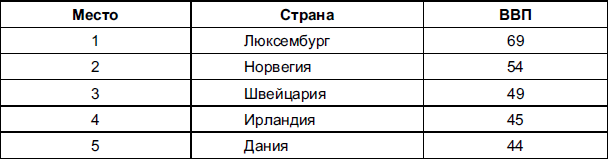 Место Страна ВВП
1 Люксембург 69
2 Норвегия 54
3 Швейцария 49
4 Ирландия 45
5 Дания 44